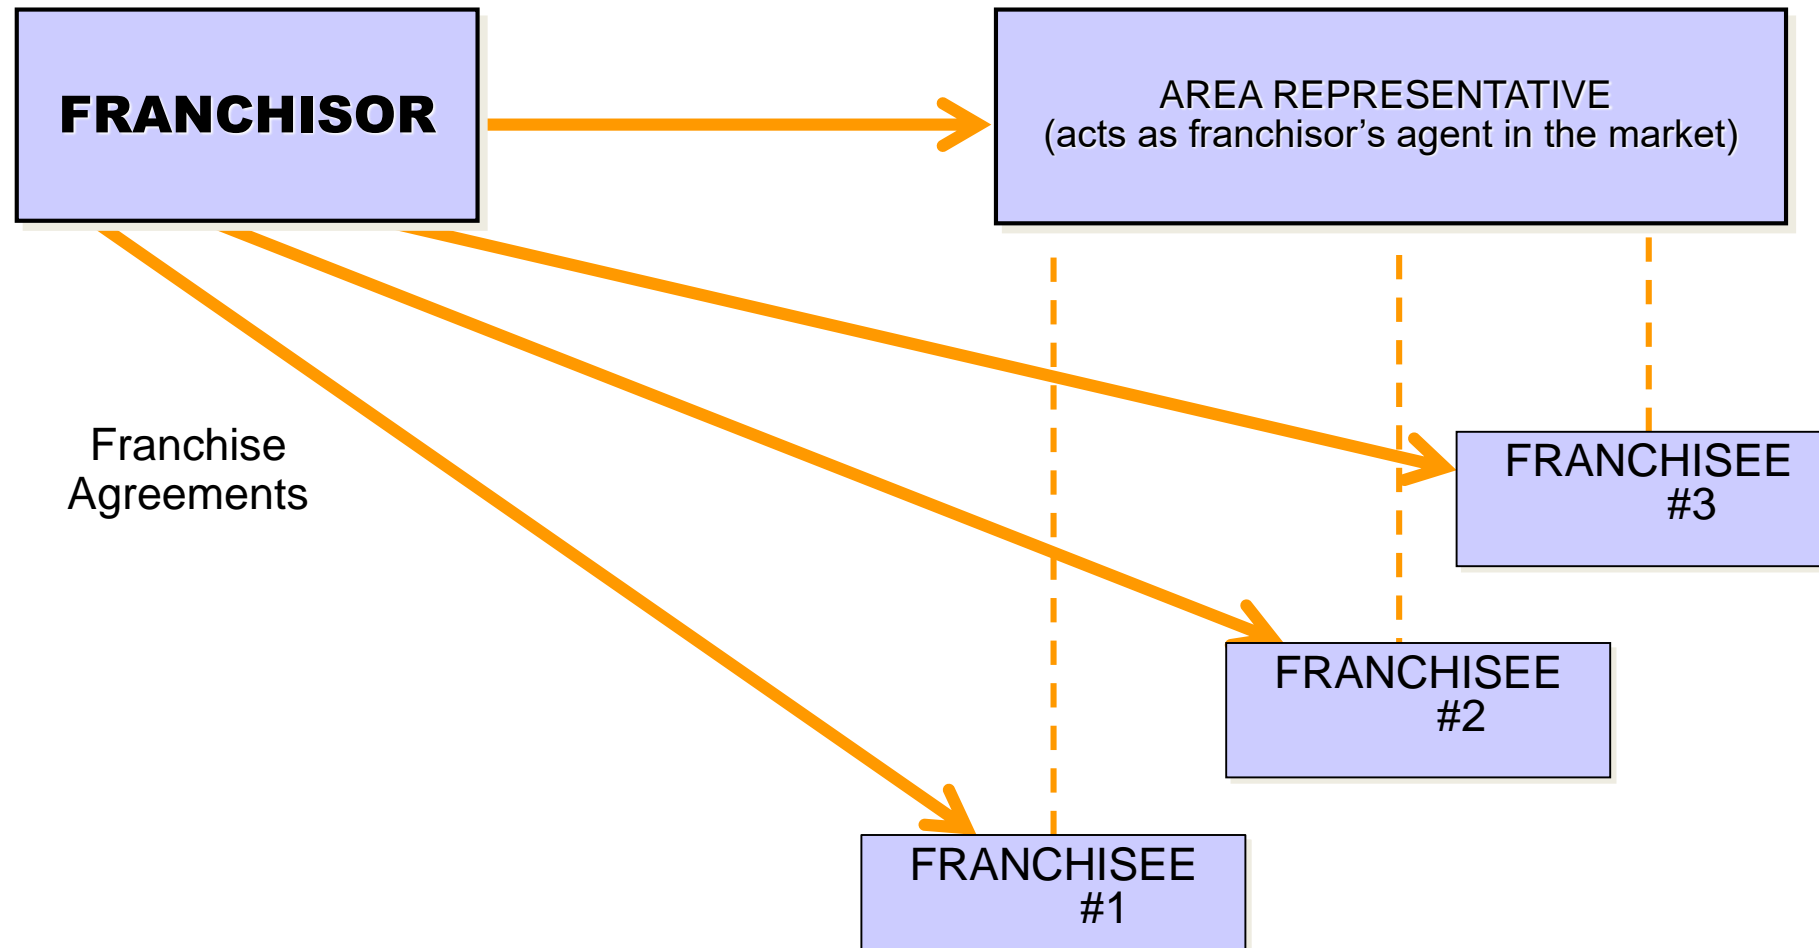 FRANCHISOR
AREA REPRESENTATIVE
(acts as franchisor’s agent in the market)
Franchise
Agreements
FRANCHISEE
#3
FRANCHISEE
#2
FRANCHISEE
#1